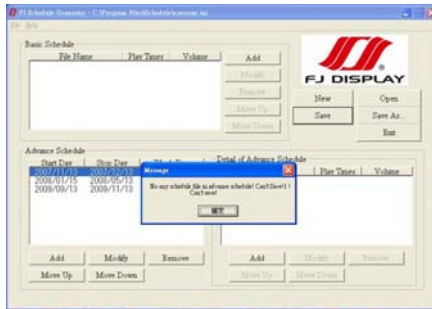 FJ Schedule Generator - C:\Program Files\Schedule\
File Help
Basic Schedule
File Name Play Times Volume
Add
Modify
Remove
Move Up
Move Down
FJ DISPLAY
New Open
Save Save As..
Exit
Advance Schedule
Start Day Stop Day
2007/11/13 2007/12/13
2008/01/15 2008/05/13
2009/09/13 2009/11/13
Detail of Advance Schedule
Play Times Volume
Message
No any schedule file in advance schedule! Can't Save!! !
Can't save!
確定
Add Modify Remove
Move Up Move Down
Add Modify Remove
Move Up Move Down